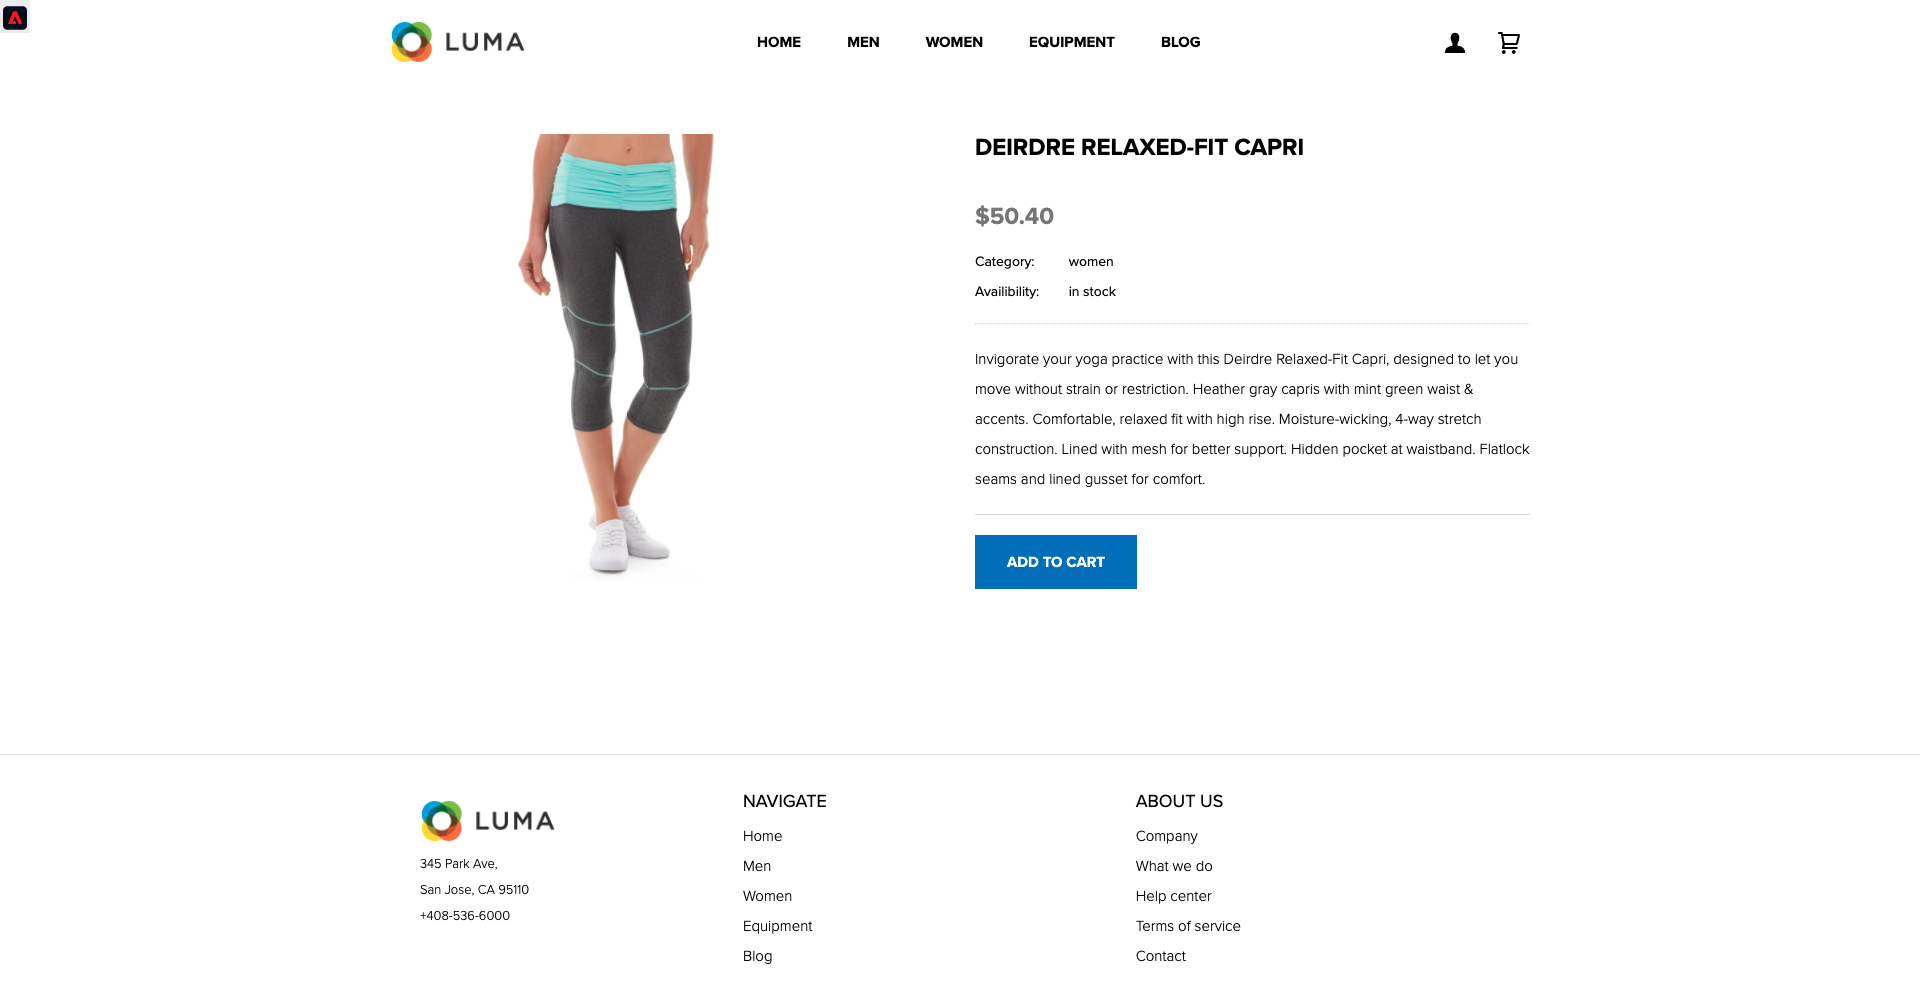 LUMA
HOME MEN WOMEN EQUIPMENT BLOG
DEIRDRE RELAXED-FIT CAPRI
$50.40
Category: women
Availibility: in stock
Invigorate your yoga practice with this Deirdre Relaxed-Fit Capri, designed to let you
move without strain or restriction. Heather gray capris with mint green waist &
accents. Comfortable, relaxed fit with high rise. Moisture-wicking, 4-way stretch
construction. Lined with mesh for better support. Hidden pocket at waistband. Flatlock
seams and lined gusset for comfort.
ADD TO CART
LUMA
345 Park Ave,
San Jose, CA 95110
+408-536-6000
NAVIGATE
Home
Men
Women
Equipment
Blog
ABOUT US
Company
What we do
Help center
Terms of service
Contact